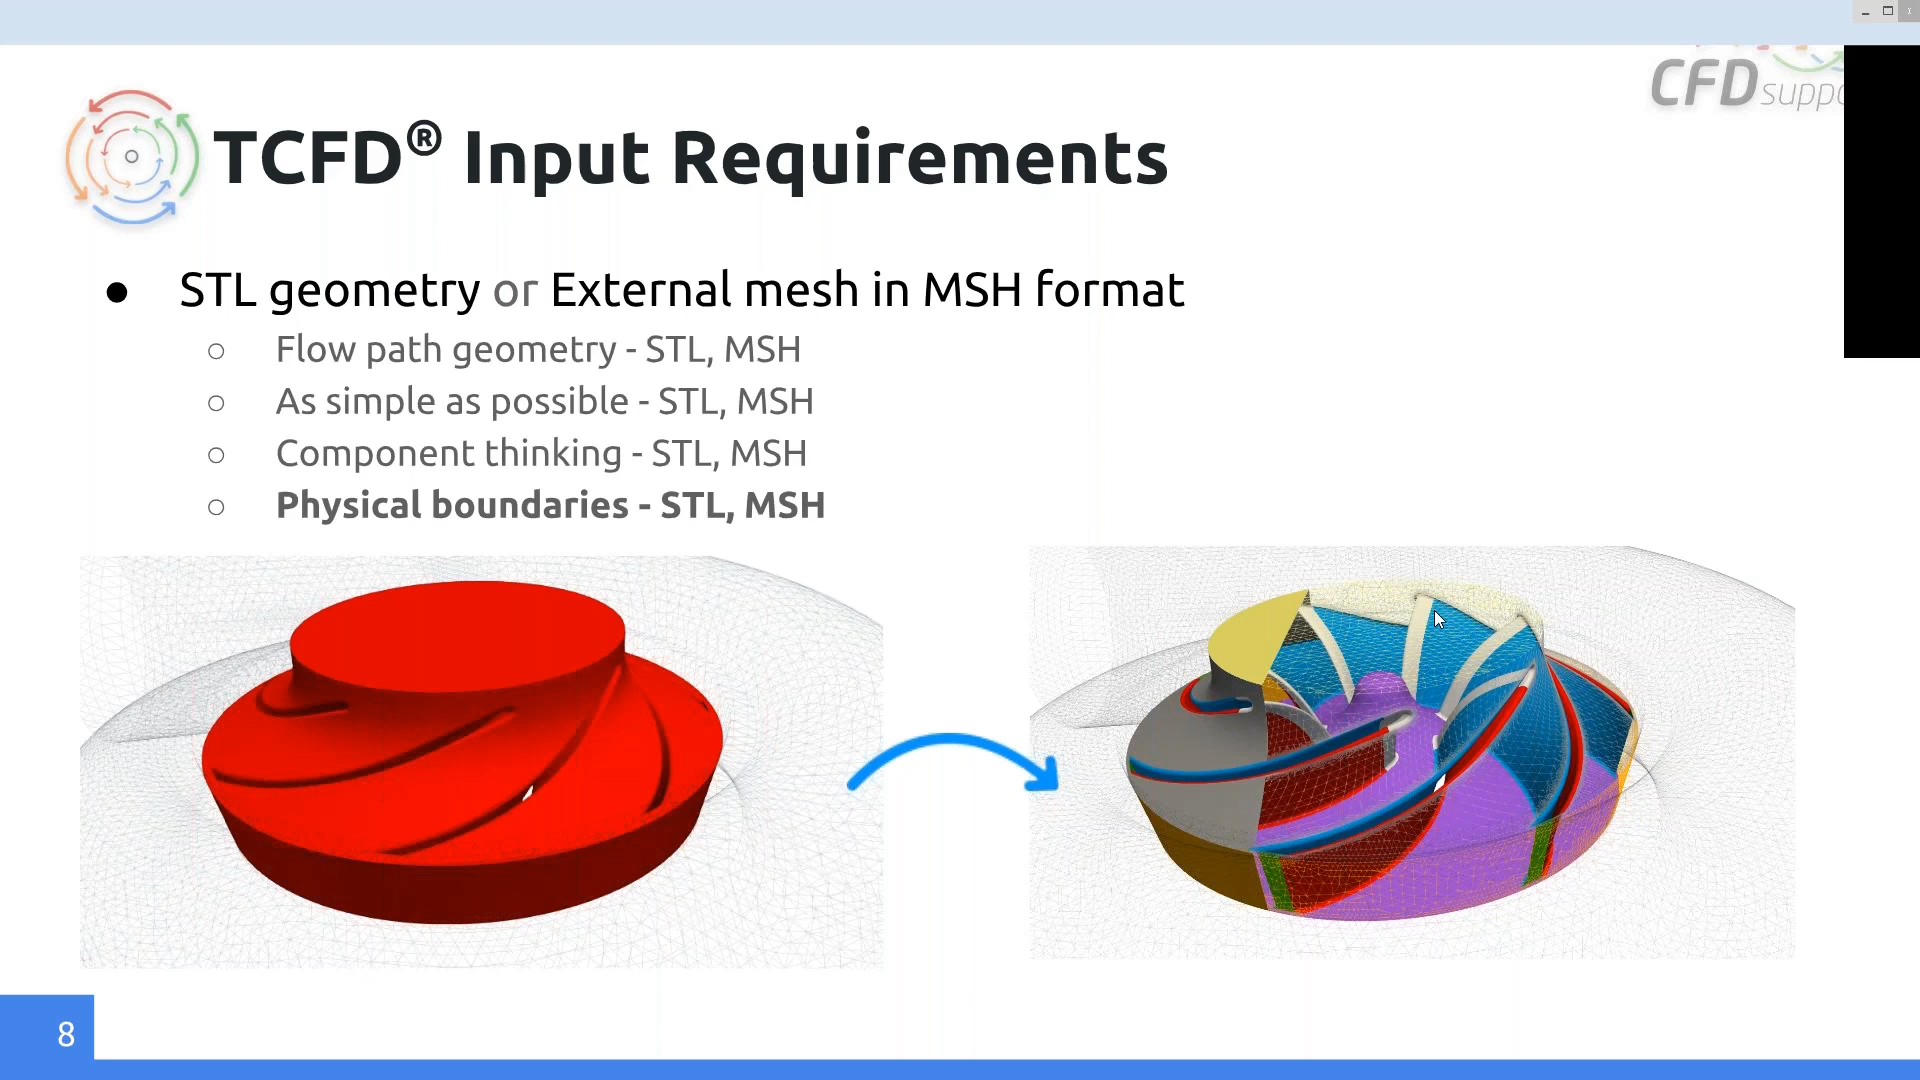 CFD
TCFD® Input Requirements
● STL geometry or External mesh in MSH format
○ Flow path geometry - STL, MSH
○ As simple as possible - STL, MSH
○ Component thinking - STL, MSH
○ Physical boundaries - STL, MSH
8